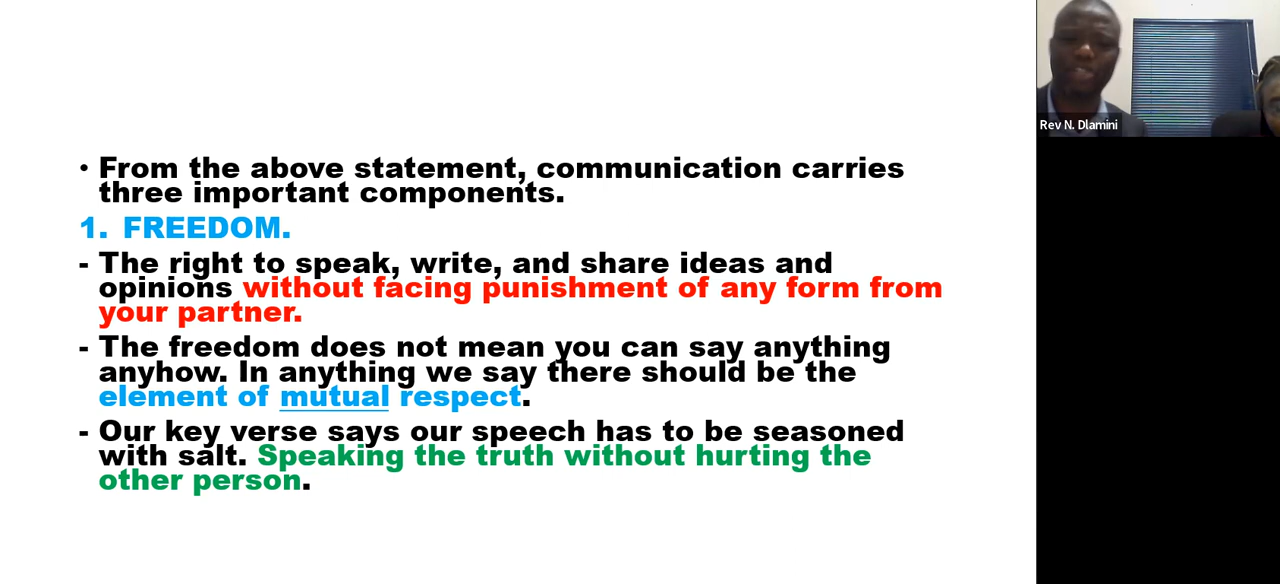 • From the above statement, communication carries
three important components.
1. FREEDOM.
- The right to speak, write, and share ideas and
opinions without facing punishment of any form from
your partner.
- The freedom does not mean you can say anything
anyhow. In anything we say there should be the
element of mutual respect.
- Our key verse says our speech has to be seasoned
with salt. Speaking the truth without hurting the
other person.
Rev N. Dlamini